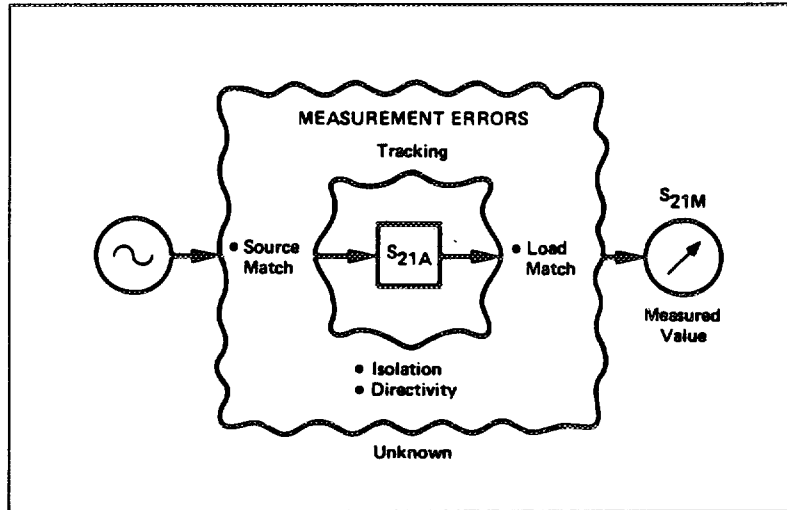 MEASUREMENT ERRORS
Tracking
S21M
• Source
Match
S21A
• Load
Match
Measured
Value
• Isolation
• Directivity
Unknown